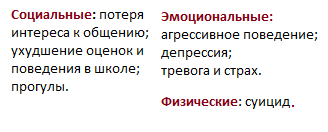 Социальные: потеря
интереса к общению;
ухудшение оценок и
поведения в школе;
прогулы.
Эмоциональные:
агрессивное поведение;
депрессия;
тревога и страх.
Физические: суицид.